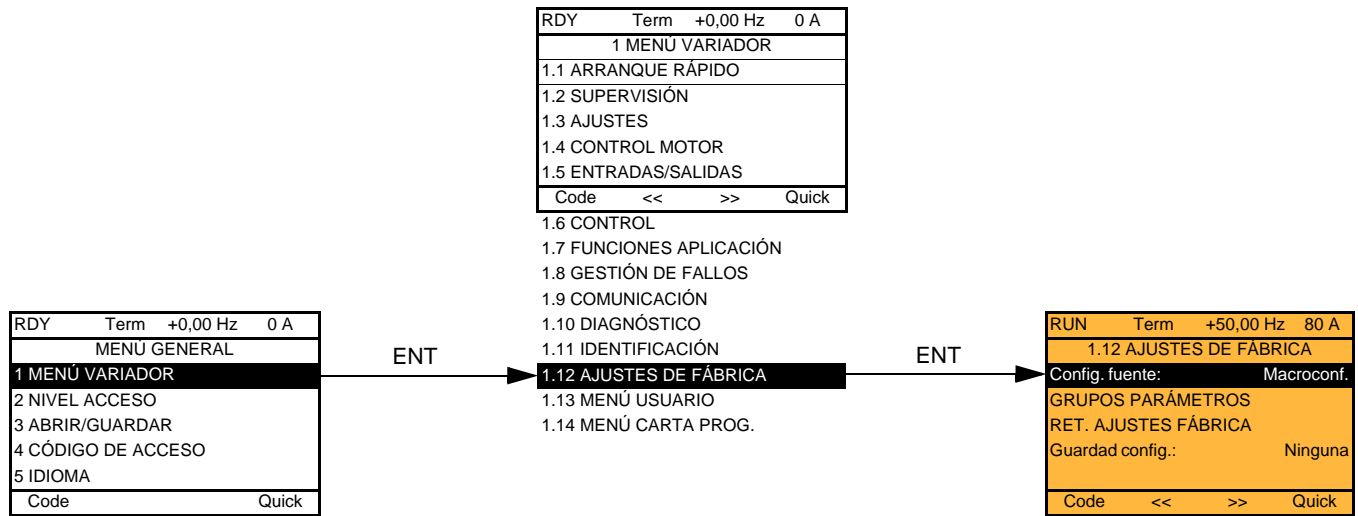 RDY Term +0,00 Hz 0 A
1 MENÚ VARIADOR
1.1 ARRANQUE RÁPIDO
1.2 SUPERVISIÓN
1.3 AJUSTES
1.4 CONTROL MOTOR
1.5 ENTRADAS/SALIDAS
Code << >> Quick
1.6 CONTROL
1.7 FUNCIONES APLICACIÓN
1.8 GESTIÓN DE FALLOS
1.9 COMUNICACIÓN
1.10 DIAGNÓSTICO
1.11 IDENTIFICACIÓN
1.12 AJUSTES DE FÁBRICA
1.13 MENÚ USUARIO
1.14 MENÚ CARTA PROG.
RDY Term +0,00 Hz 0 A
MENÚ GENERAL
1 MENÚ VARIADOR
2 NIVEL ACCESO
3 ABRIR/GUARDAR
4 CÓDIGO DE ACCESO
5 IDIOMA
Code Quick
ENT
ENT
RUN Term +50,00 Hz 80 A
1.12 AJUSTES DE FÁBRICA
Config. fuente: Macroconf.
GRUPOS PARÁMETROS
RET. AJUSTES FÁBRICA
Guardad config.: Ninguna
Code << >> Quick